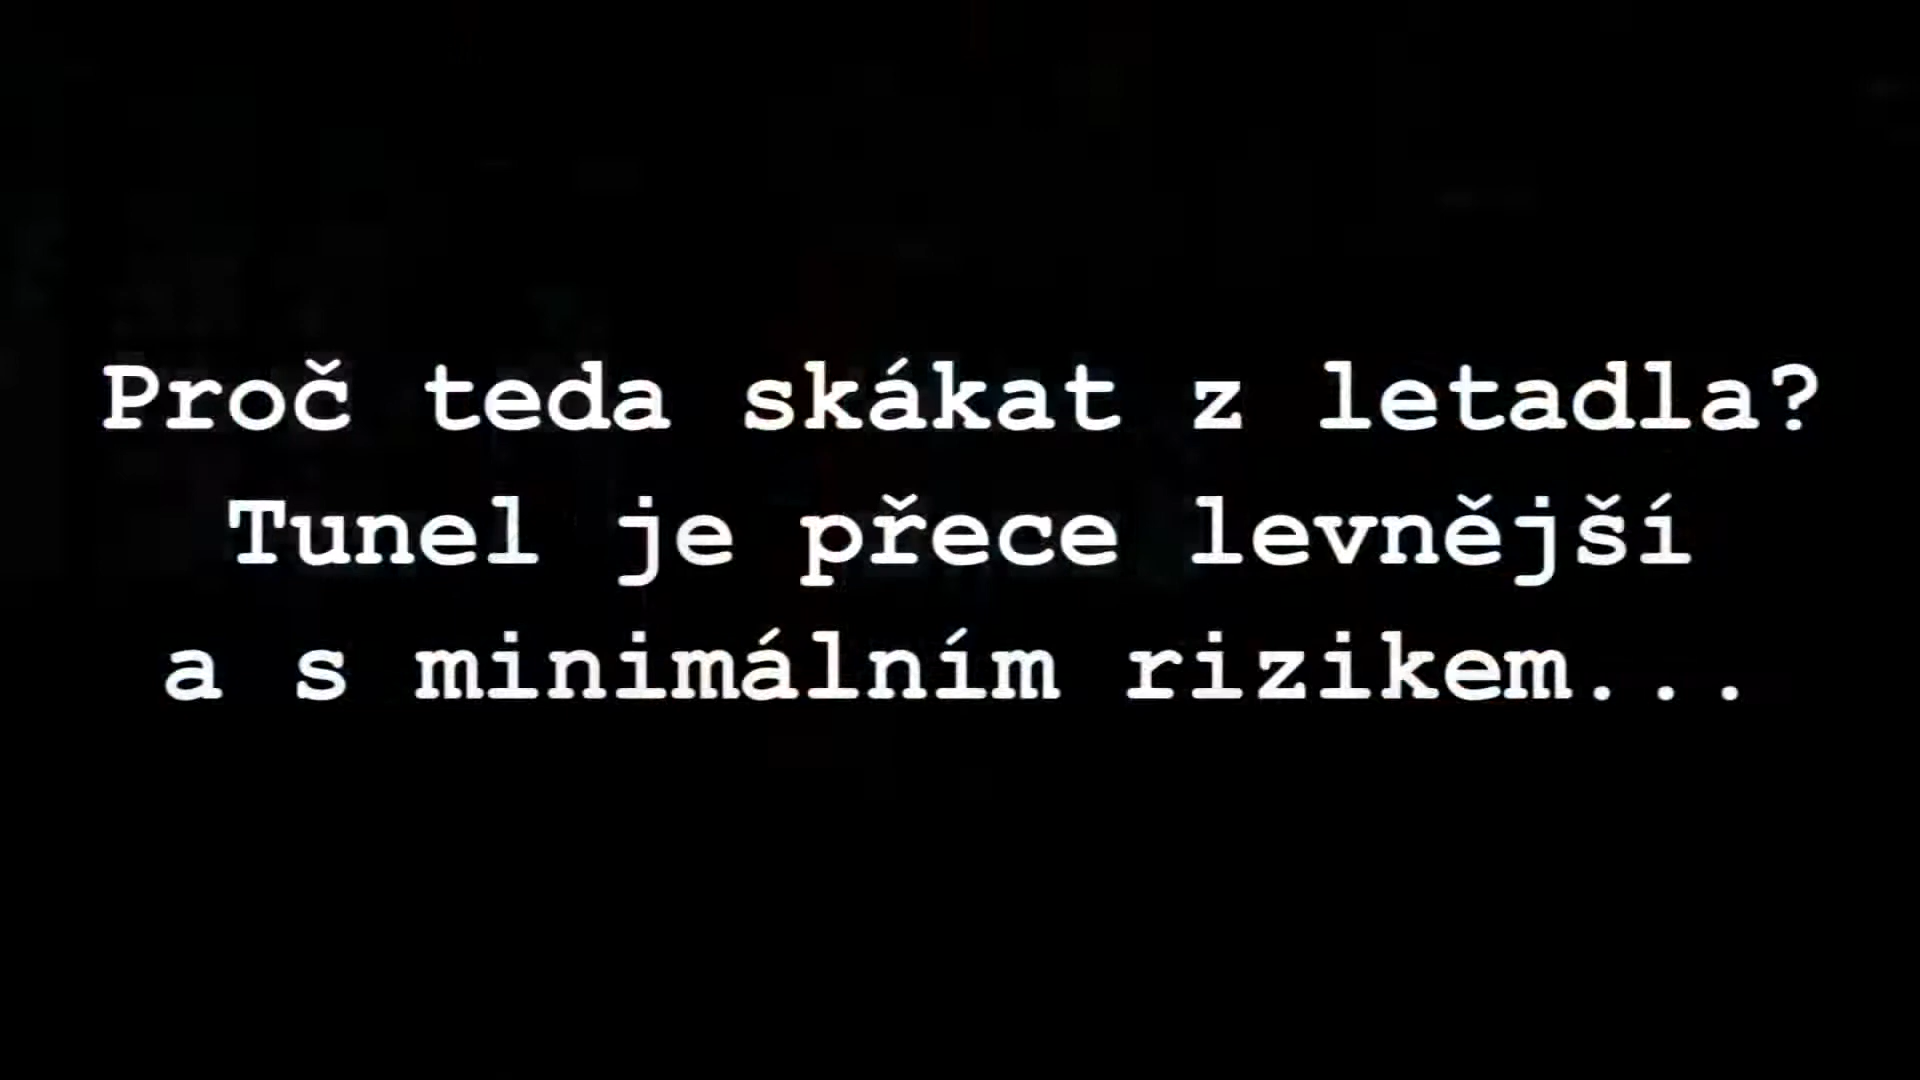 Proč teda skákat z letadla?
Tunel je přece levnější
a s minimálním rizikem...